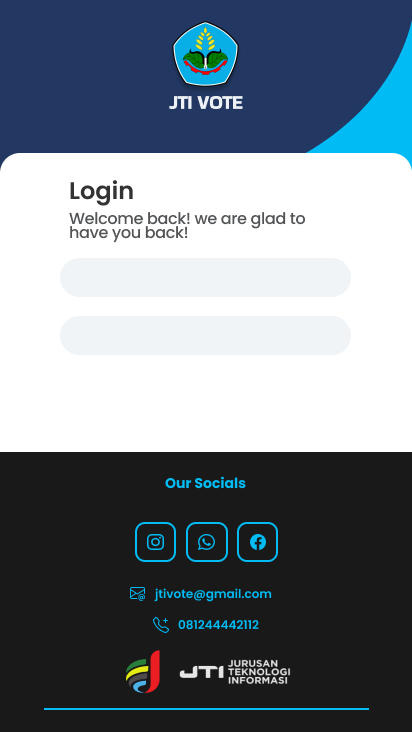 JTI VOTE
Login
Welcome back! we are glad to
have you back!
Our Socials
jtivote@gmail.com
081244442112
JTI JURUSAN
TEKNOLOGI
INFORMASI